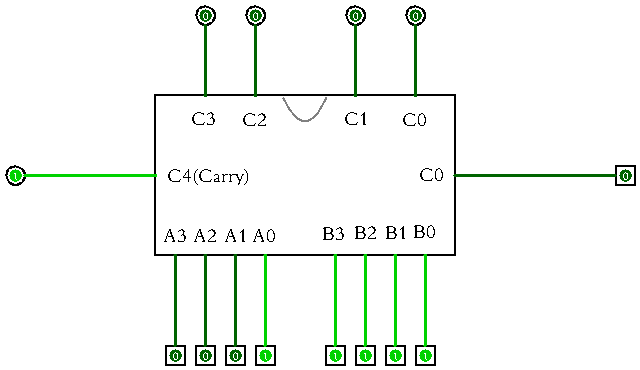 0 0 0 0
C3 C2 C1 C0
1 C4(Carry) C0 0
A3 A2 A1 A0 B3 B2 B1 B0
0 0 0 1 1 1 1 1